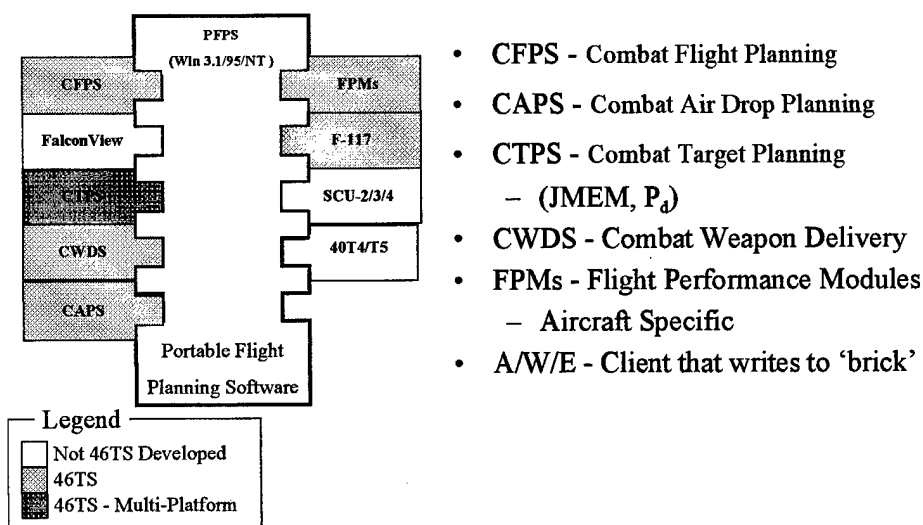 PFPS
(Win 3.1/95/NT )
CFPS
FalconView
CTPS
CWDS
CAPS
FPMs
F-117
SCU-2/3/4
40T4/T5
Portable Flight
Planning Software
Legend
Not 46TS Developed
46TS
46TS - Multi-Platform
• CFPS - Combat Flight Planning
• CAPS - Combat Air Drop Planning
• CTPS - Combat Target Planning
– (JMEM, Pd)
• CWDS - Combat Weapon Delivery
• FPMs - Flight Performance Modules
– Aircraft Specific
• A/W/E - Client that writes to ‘brick’